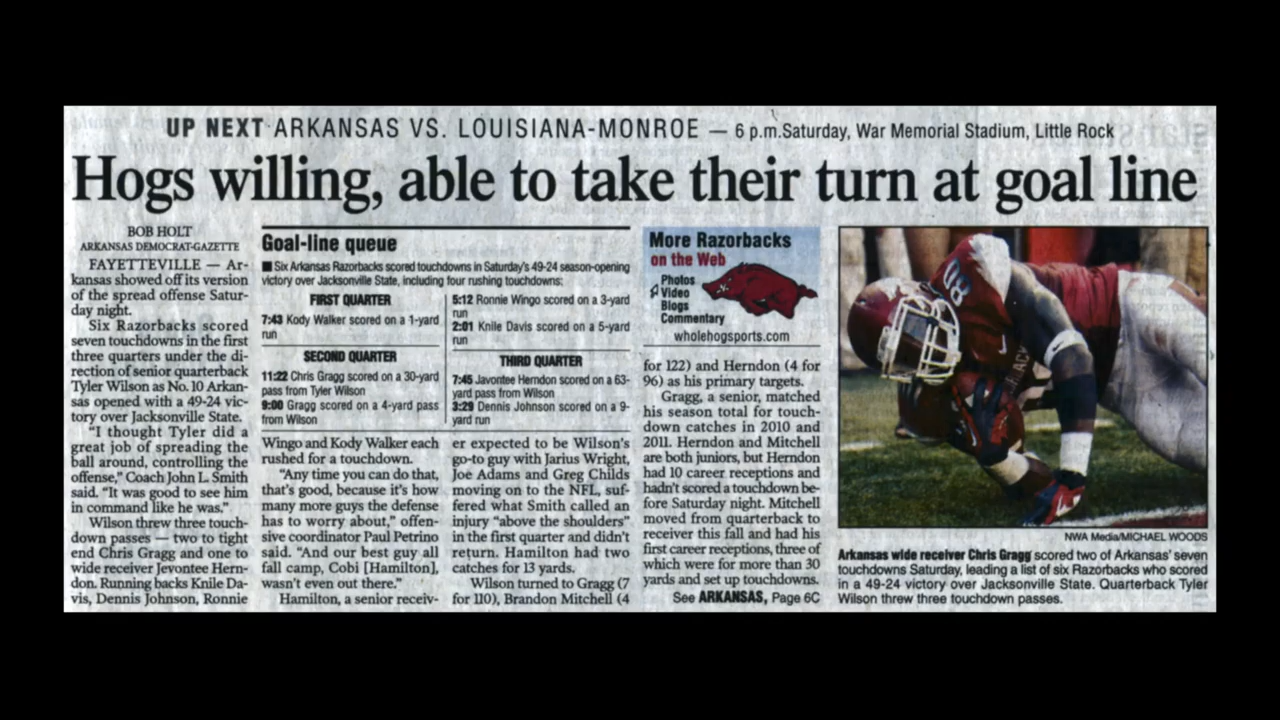 UP NEXT ARKANSAS VS. LOUISIANA-MONROE — 6 p.m.Saturday, War Memorial Stadium, Little Rock
Hogs willing, able to take their turn at goal line
BOB HOLT
ARKANSAS DEMOCRAT-GAZETTE
FAYETTEVILLE — Ar-
kansas showed off its version
of the spread offense Satur-
day night.
Six Razorbacks scored
seven touchdowns in the first
three quarters under the di-
rection of senior quarterback
Tyler Wilson as No. 10 Arkan-
sas opened with a 49-24 vic-
tory over Jacksonville State.
“I thought Tyler did a
great job of spreading the
ball around, controlling the
offense,” Coach John L. Smith
said. “It was good to see him
in command like he was.”
Wilson threw three touch-
down passes — two to tight
end Chris Gragg and one to
wide receiver Jevontee Hern-
don. Running backs Knile Da-
vis, Dennis Johnson, Ronnie
Goal-line queue
■ Six Arkansas Razorbacks scored touchdowns in Saturday's 49-24 season-opening
victory over Jacksonville State, including four rushing touchdowns:
FIRST QUARTER
7:43 Kody Walker scored on a 1-yard
run
SECOND QUARTER
11:22 Chris Gragg scored on a 30-yard
pass from Tyler Wilson
9:00 Gragg scored on a 4-yard pass
from Wilson
5:12 Ronnie Wingo scored on a 3-yard
run
2:01 Knile Davis scored on a 5-yard
run
THIRD QUARTER
7:45 Javontee Herndon scored on a 63-
yard pass from Wilson
3:29 Dennis Johnson scored on a 9-
yard run
Wingo and Kody Walker each
rushed for a touchdown.
“Any time you can do that,
that's good, because it's how
many more guys the defense
has to worry about,” offen-
sive coordinator Paul Petrino
said. “And our best guy all
fall camp, Cobi [Hamilton],
wasn't even out there.”
Hamilton, a senior receiv-
er expected to be Wilson's
go-to guy with Jarius Wright,
Joe Adams and Greg Childs
moving on to the NFL, suf-
fered what Smith called an
injury “above the shoulders”
in the first quarter and didn't
return. Hamilton had two
catches for 13 yards.
Wilson turned to Gragg (7
for 110), Brandon Mitchell (4
More Razorbacks
on the Web
Photos
Video
Blogs
Commentary
wholehogsports.com
for 122) and Herndon (4 for
96) as his primary targets.
Gragg, a senior, matched
his season total for touch-
down catches in 2010 and
2011. Herndon and Mitchell
are both juniors, but Herndon
had 10 career receptions and
hadn't scored a touchdown be-
fore Saturday night. Mitchell
moved from quarterback to
receiver this fall and had his
first career receptions, three of
which were for more than 30
yards and set up touchdowns.
See ARKANSAS, Page 6C
80
NWA Media/MICHAEL WOODS
Arkansas wide receiver Chris Gragg scored two of Arkansas' seven
touchdowns Saturday, leading a list of six Razorbacks who scored
in a 49-24 victory over Jacksonville State. Quarterback Tyler
Wilson threw three touchdown passes.